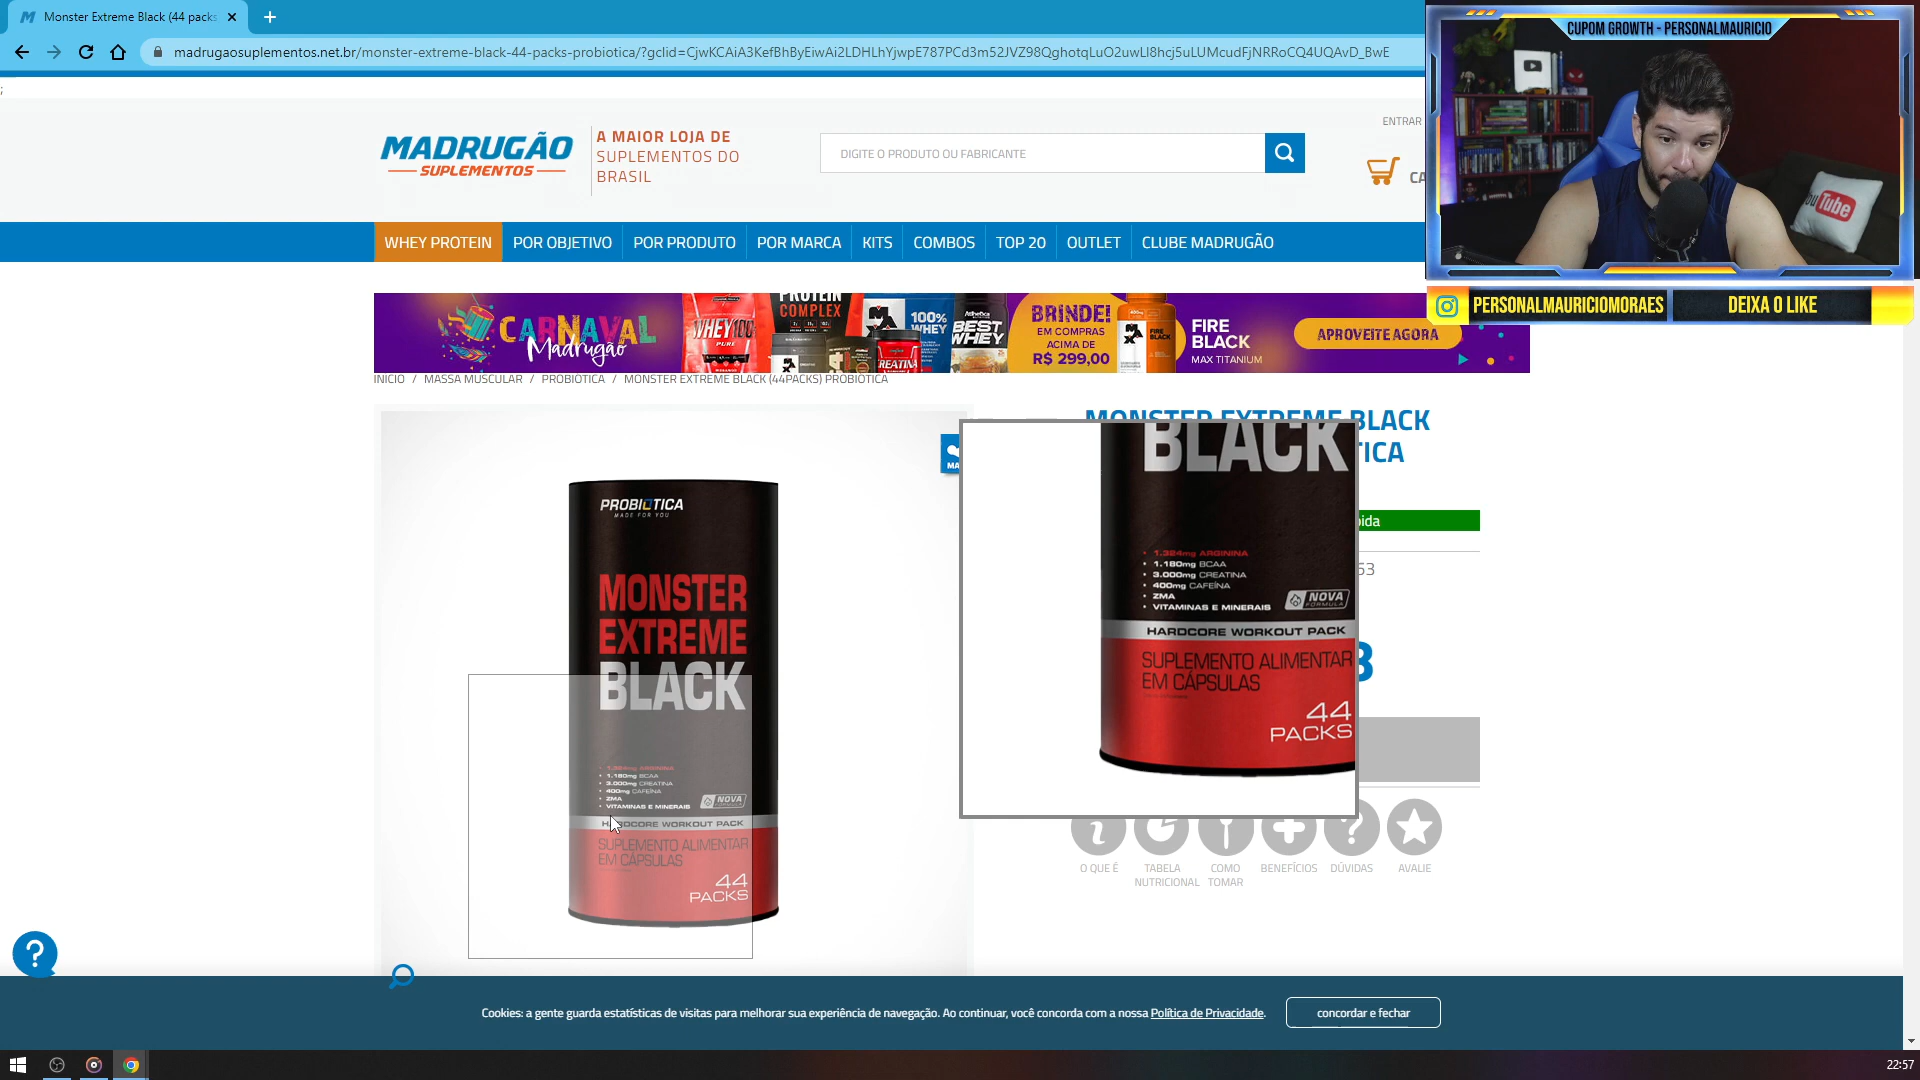 Monster Extreme Black (44 packs
madrugaosuplementos.net.br/monster-extreme-black-44-packs-probiotica/?gclid=CjwKCAiA3KefBhByEiwAi2LDHLhYjwpE787PCd3m52JVZ98QghotqLuO2uwLl8hcj5uLUMcudFjNRRoCQ4UQAvD_BwE
CUPOM GROWTH - PERSONALMAURICIO
YouTube
PERSONALMAURICIOMORAES
DEIXA O LIKE
;
MADRUGÃO
SUPLEMENTOS
A MAIOR LOJA DE
SUPLEMENTOS DO
BRASIL
DIGITE O PRODUTO OU FABRICANTE
ENTRAR
CA
WHEY PROTEIN
POR OBJETIVO
POR PRODUTO
POR MARCA
KITS
COMBOS
TOP 20
OUTLET
CLUBE MADRUGÃO
CARNAVAL
Madrugão
WHEY100
PURE
PROTEIN
COMPLEX
CREATINA
100%
WHEY
BEST
WHEY
BRINDE!
EM COMPRAS
ACIMA DE
R$ 299,00
FIRE
BLACK
MAX TITANIUM
APROVEITE AGORA
INICIO / MASSA MUSCULAR / PROBIOTICA / MONSTER EXTREME BLACK (44PACKS) PROBIOTICA
MONSTER EXTREME BLACK
TICA
MA
pida
53
3
PROBIOTICA
MADE FOR YOU
MONSTER
EXTREME
BLACK
• 1.324mg ARGININA
• 1.180mg BCAA
• 3.000mg CREATINA
• 400mg CAFEÍNA
• ZMA
• VITAMINAS E MINERAIS
NOVA
HARDCORE WORKOUT PACK
SUPLEMENTO ALIMENTAR
EM CÁPSULAS
44
PACKS
BLACK
• 1.324mg ARGININA
• 1.180mg BCAA
• 3.000mg CREATINA
• 400mg CAFEÍNA
• ZMA
• VITAMINAS E MINERAIS
NOVA
FÓRMULA
HARDCORE WORKOUT PACK
SUPLEMENTO ALIMENTAR
EM CÁPSULAS
44
PACKS
O QUE É
TABELA
NUTRICIONAL
COMO
TOMAR
BENEFÍCIOS
DÚVIDAS
AVALIE
Cookies: a gente guarda estatísticas de visitas para melhorar sua experiência de navegação. Ao continuar, você concorda com a nossa Política de Privacidade.
concordar e fechar
22:57